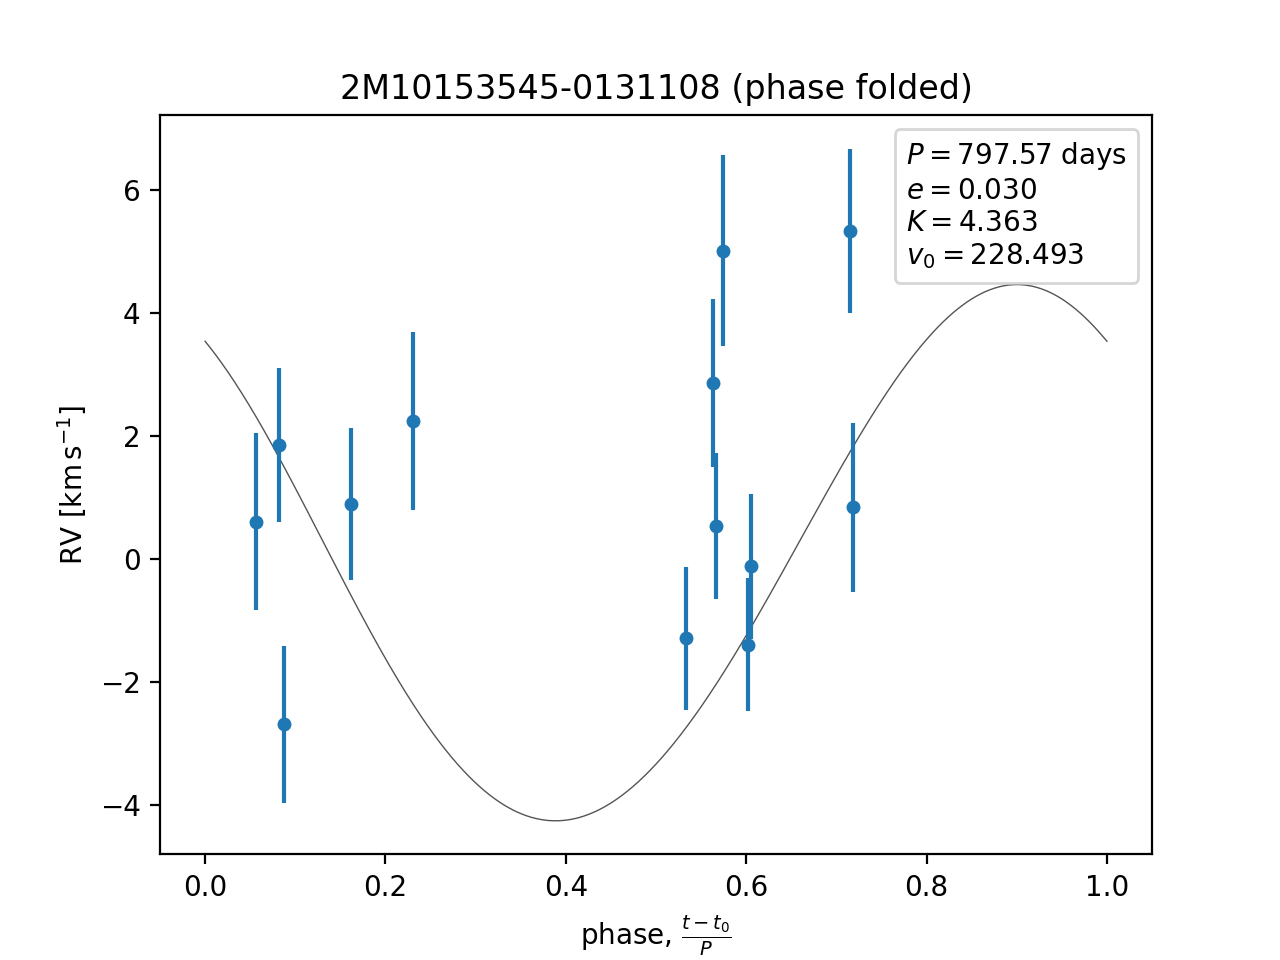 2M10153545-0131108 (phase folded)
P = 797.57 days
e = 0.030
K = 4.363
v₀ = 228.493
RV [km s⁻¹]
6
4
2
0
−2
−4
0.0 0.2 0.4 0.6 0.8 1.0
phase, (t − t₀)/P